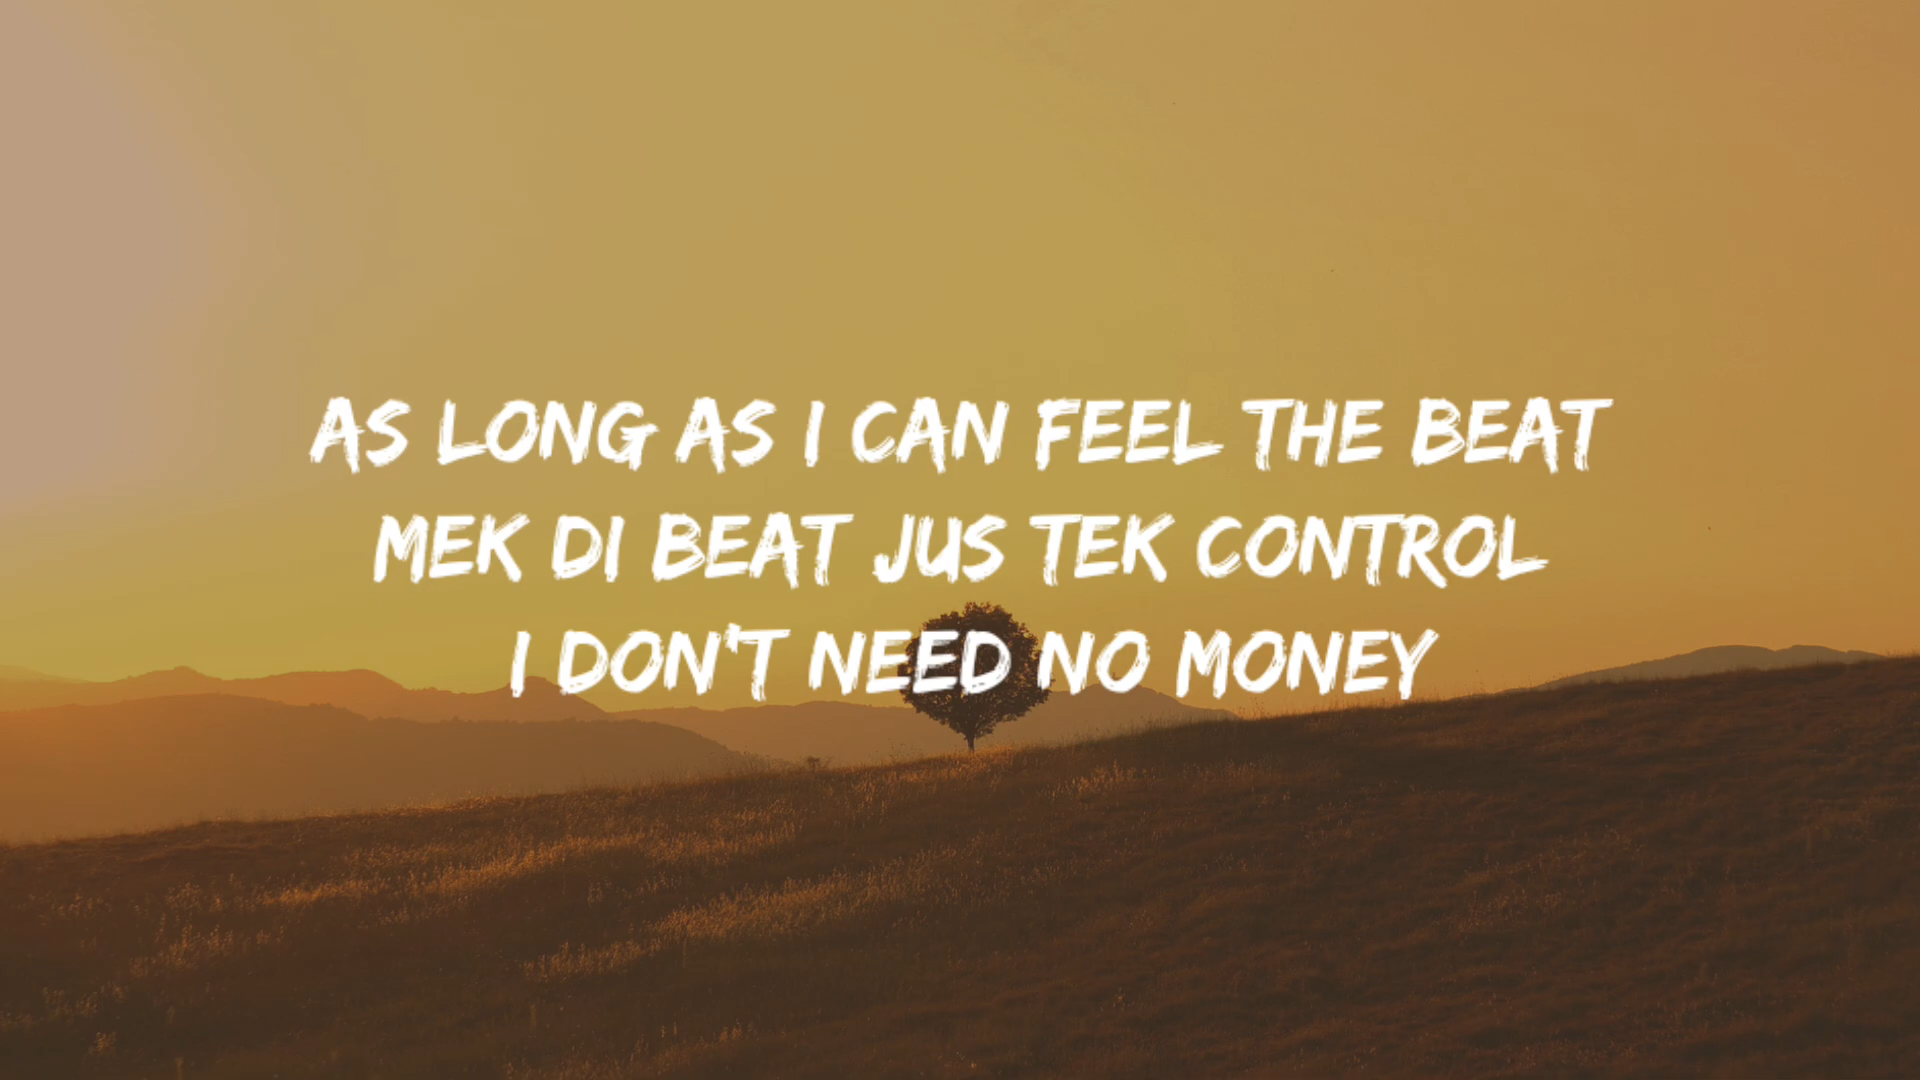 AS LONG AS I CAN FEEL THE BEAT
MEK DI BEAT JUS TEK CONTROL
I DON'T NEED NO MONEY